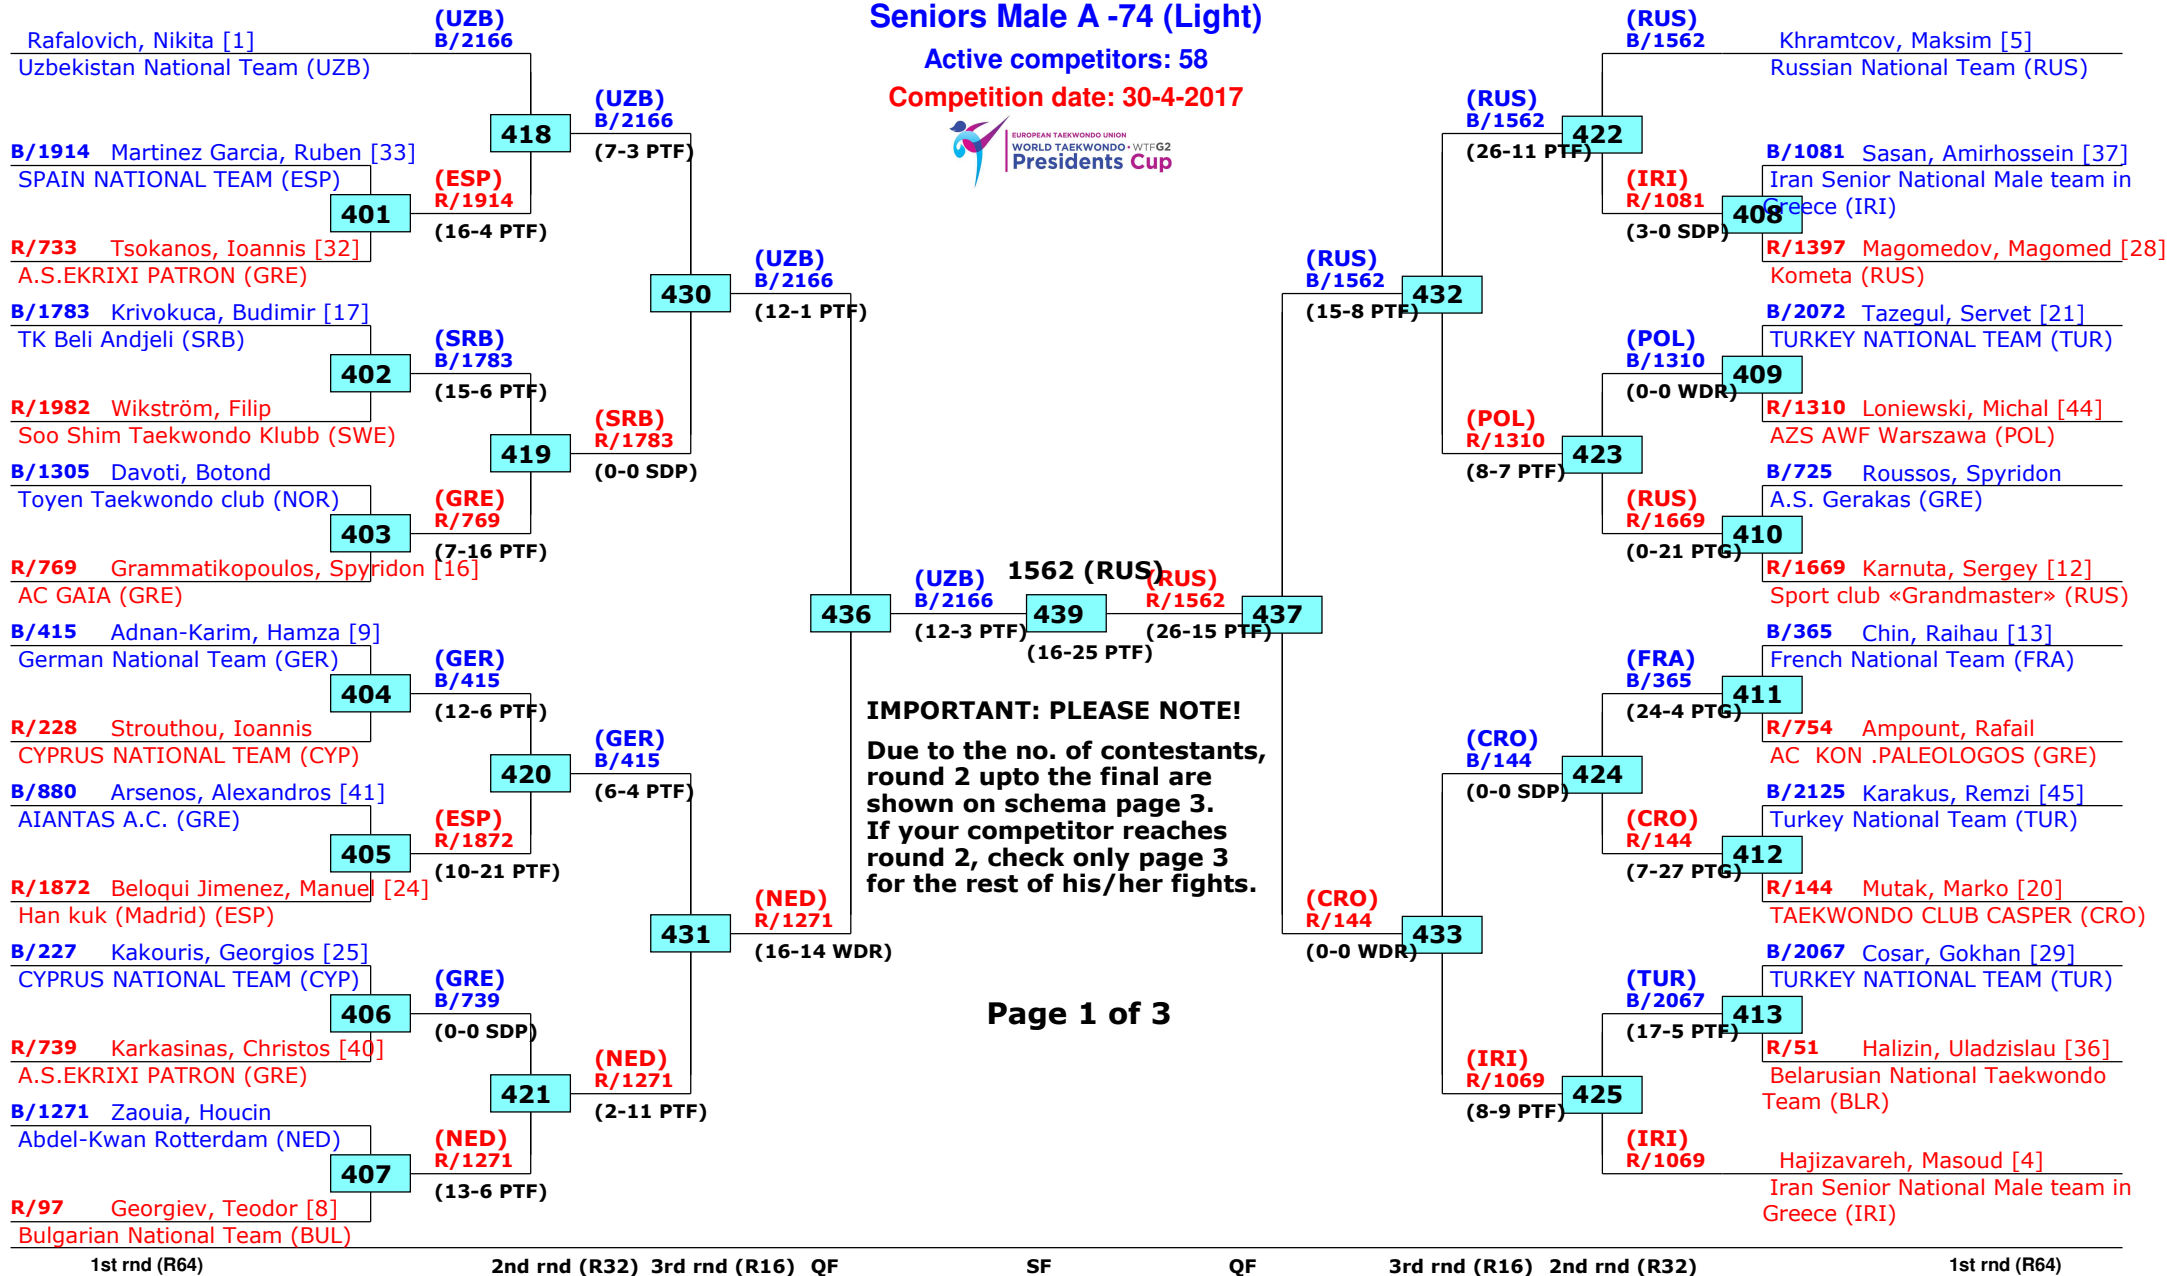 Seniors Male A -74 (Light)
Active competitors: 58
Competition date: 30-4-2017
EUROPEAN TAEKWONDO UNION
WORLD TAEKWONDO • WTFG2
Presidents Cup
Rafalovich, Nikita [1]
Uzbekistan National Team (UZB)
B/1914 Martinez Garcia, Ruben [33]
SPAIN NATIONAL TEAM (ESP)
401
R/733 Tsokanos, Ioannis [32]
A.S.EKRIXI PATRON (GRE)
B/1783 Krivokuca, Budimir [17]
TK Beli Andjeli (SRB)
402
R/1982 Wikström, Filip
Soo Shim Taekwondo Klubb (SWE)
B/1305 Davoti, Botond
Toyen Taekwondo club (NOR)
403
R/769 Grammatikopoulos, Spyridon [16]
AC GAIA (GRE)
B/415 Adnan-Karim, Hamza [9]
German National Team (GER)
404
R/228 Strouthou, Ioannis
CYPRUS NATIONAL TEAM (CYP)
B/880 Arsenos, Alexandros [41]
AIANTAS A.C. (GRE)
405
R/1872 Beloqui Jimenez, Manuel [24]
Han kuk (Madrid) (ESP)
B/227 Kakouris, Georgios [25]
CYPRUS NATIONAL TEAM (CYP)
406
R/739 Karkasinas, Christos [40]
A.S.EKRIXI PATRON (GRE)
B/1271 Zaouia, Houcin
Abdel-Kwan Rotterdam (NED)
407
R/97 Georgiev, Teodor [8]
Bulgarian National Team (BUL)
(UZB)
B/2166
418
(ESP)
R/1914
(16-4 PTF)
(SRB)
B/1783
(15-6 PTF)
419
(GRE)
R/769
(7-16 PTF)
(GER)
B/415
(12-6 PTF)
420
(ESP)
R/1872
(10-21 PTF)
(GRE)
B/739
(0-0 SDP)
421
(NED)
R/1271
(13-6 PTF)
(UZB)
B/2166
(7-3 PTF)
430
(SRB)
R/1783
(0-0 SDP)
(GER)
B/415
(6-4 PTF)
431
(NED)
R/1271
(2-11 PTF)
(UZB)
B/2166
(12-1 PTF)
436
(NED)
R/1271
(16-14 WDR)
(UZB)
B/2166
(12-3 PTF)
1562 (RUS)
439
(16-25 PTF)
(RUS)
R/1562
(26-15 PTF)
437
IMPORTANT: PLEASE NOTE!
Due to the no. of contestants,
round 2 upto the final are
shown on schema page 3.
If your competitor reaches
round 2, check only page 3
for the rest of his/her fights.
Page 1 of 3
(RUS)
B/1562
(15-8 PTF)
(CRO)
R/144
(0-0 WDR)
(RUS)
B/1562
(26-11 PTF)
432
(POL)
R/1310
(8-7 PTF)
(CRO)
B/144
(0-0 SDP)
433
(IRI)
R/1069
(8-9 PTF)
(RUS)
B/1562
422
(IRI)
R/1081
(3-0 SDP)
(POL)
B/1310
(0-0 WDR)
423
(RUS)
R/1669
(0-21 PTG)
(FRA)
B/365
(24-4 PTG)
424
(CRO)
R/144
(7-27 PTG)
(TUR)
B/2067
(17-5 PTF)
425
(IRI)
R/1069
Khramtcov, Maksim [5]
Russian National Team (RUS)
B/1081 Sasan, Amirhossein [37]
Iran Senior National Male team in
Greece (IRI)
408
R/1397 Magomedov, Magomed [28]
Kometa (RUS)
B/2072 Tazegul, Servet [21]
TURKEY NATIONAL TEAM (TUR)
409
R/1310 Loniewski, Michal [44]
AZS AWF Warszawa (POL)
B/725 Roussos, Spyridon
A.S. Gerakas (GRE)
410
R/1669 Karnuta, Sergey [12]
Sport club «Grandmaster» (RUS)
B/365 Chin, Raihau [13]
French National Team (FRA)
411
R/754 Ampount, Rafail
AC KON .PALEOLOGOS (GRE)
B/2125 Karakus, Remzi [45]
Turkey National Team (TUR)
412
R/144 Mutak, Marko [20]
TAEKWONDO CLUB CASPER (CRO)
B/2067 Cosar, Gokhan [29]
TURKEY NATIONAL TEAM (TUR)
413
R/51 Halizin, Uladzislau [36]
Belarusian National Taekwondo
Team (BLR)
Hajizavareh, Masoud [4]
Iran Senior National Male team in
Greece (IRI)
1st rnd (R64) 2nd rnd (R32) 3rd rnd (R16) QF SF QF 3rd rnd (R16) 2nd rnd (R32) 1st rnd (R64)